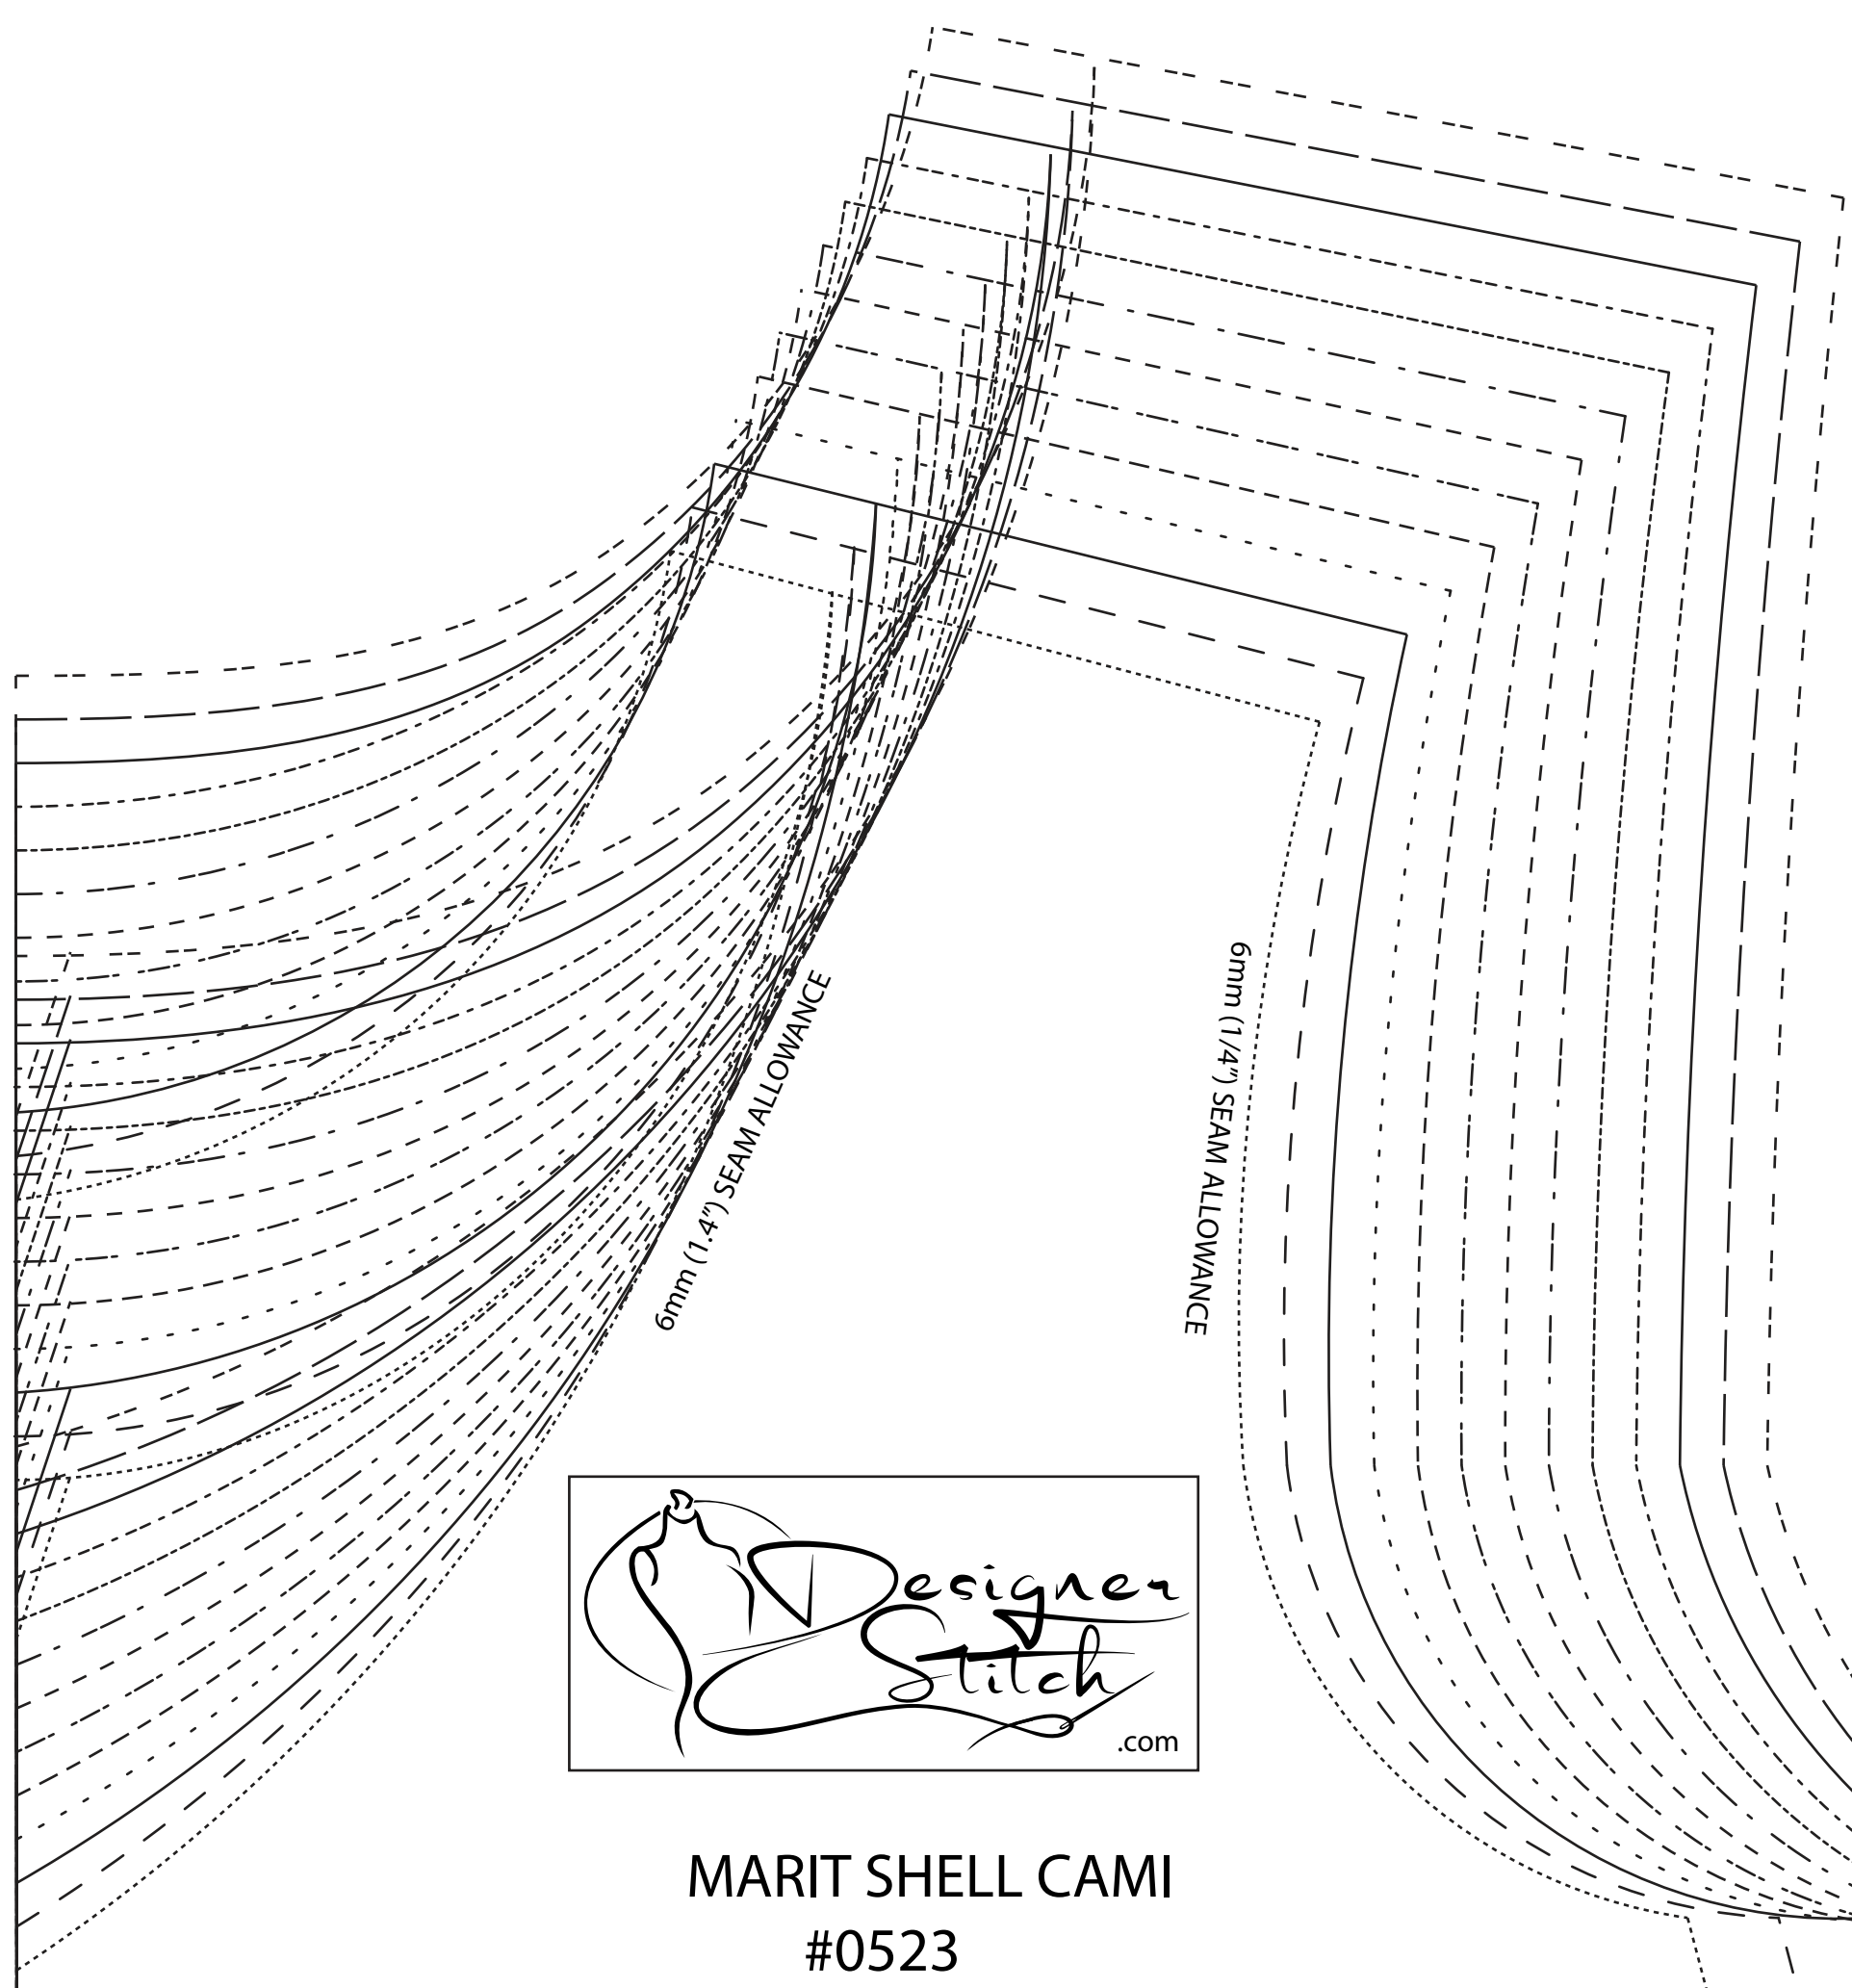 6mm (1.4”) SEAM ALLOWANCE
6mm (1/4”) SEAM ALLOWANCE
Designer
Stitch
.com
MARIT SHELL CAMI
#0523